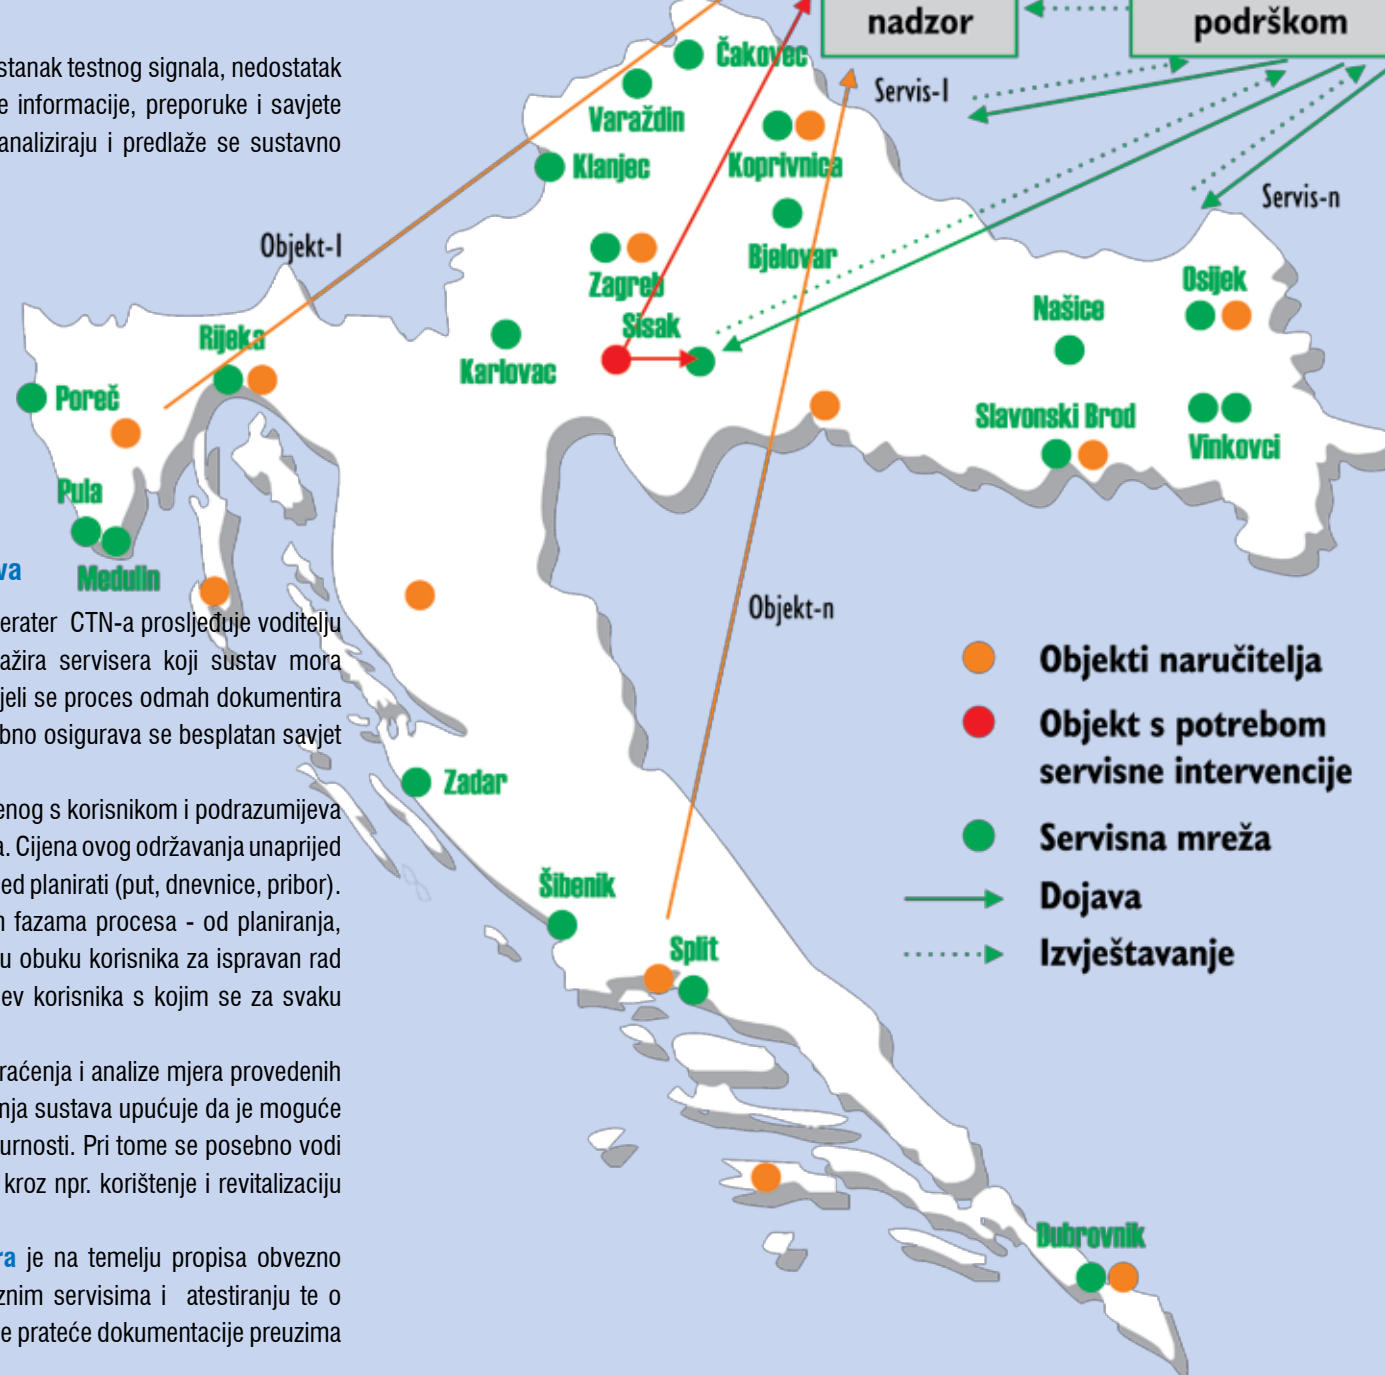 stanak testnog signala, nedostatak
e informacije, preporuke i savjete
analiziraju i predlaže se sustavno
va
erater CTN-a prosljeđuje voditelju
ažira servisera koji sustav mora
jeli se proces odmah dokumentira
bno osigurava se besplatan savjet
enog s korisnikom i podrazumijeva
a. Cijena ovog održavanja unaprijed
ed planirati (put, dnevnice, pribor).
n fazama procesa - od planiranja,
u obuku korisnika za ispravan rad
ev korisnika s kojim se za svaku
raćenja i analize mjera provedenih
nja sustava upućuje da je moguće
urnosti. Pri tome se posebno vodi
kroz npr. korištenje i revitalizaciju
ra je na temelju propisa obvezno
znim servisima i atestiranju te o
e prateće dokumentacije preuzima
nadzor
podrškom
Čakovec
Servis-1
Varaždin
Klanjec
Koprivnica
Servis-n
Objekt-1
Bjelovar
Zagreb
Osijek
Našice
Sisak
Rijeka
Karlovac
Poreč
Slavonski Brod
Vinkovci
Pula
Medulin
Objekt-n
Zadar
Šibenik
Split
Dubrovnik
Objekti naručitelja
Objekt s potrebom
servisne intervencije
Servisna mreža
Dojava
Izvještavanje